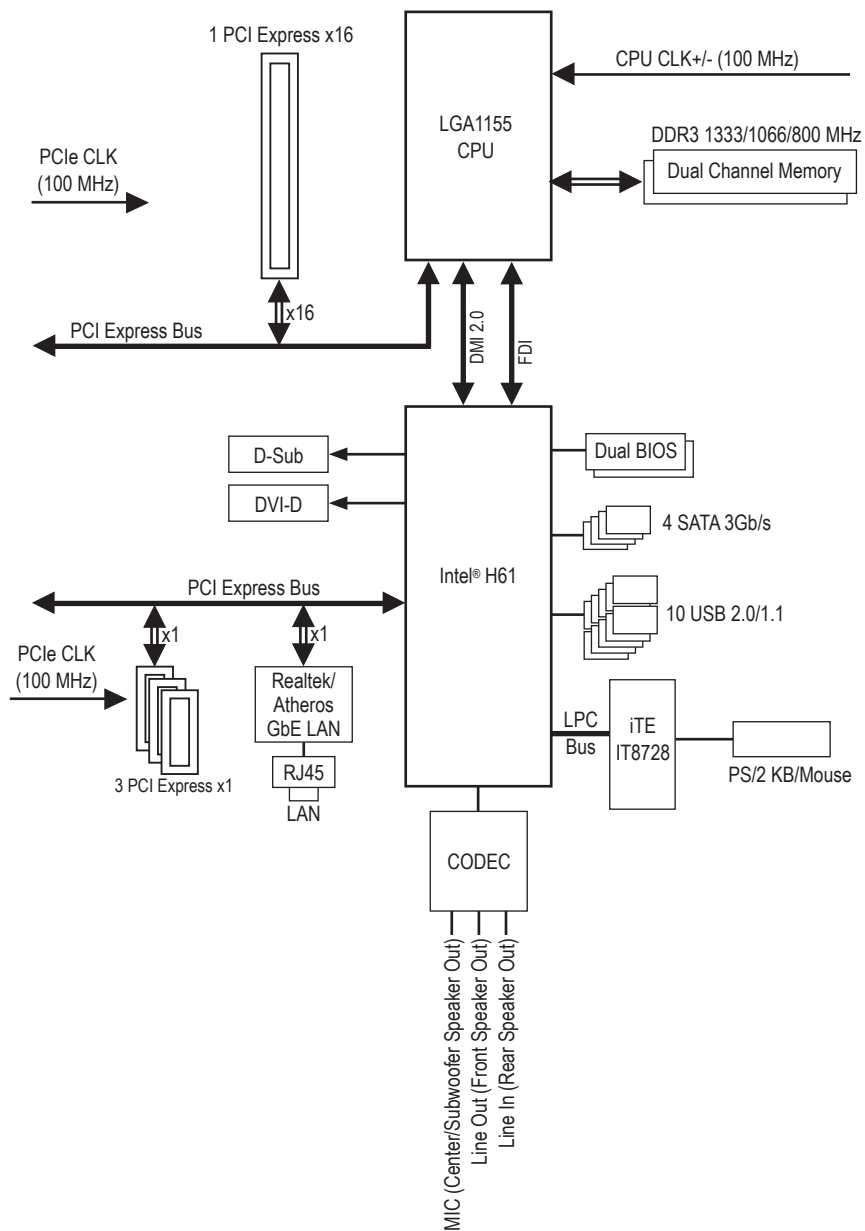 1 PCI Express x16
CPU CLK+/- (100 MHz)
LGA1155
CPU
DDR3 1333/1066/800 MHz
Dual Channel Memory
PCIe CLK
(100 MHz)
x16
PCI Express Bus
DMI 2.0
FDI
D-Sub
Dual BIOS
DVI-D
4 SATA 3Gb/s
Intel® H61
PCI Express Bus
10 USB 2.0/1.1
x1
x1
PCIe CLK
(100 MHz)
Realtek/
Atheros
GbE LAN
LPC
Bus
iTE
IT8728
RJ45
PS/2 KB/Mouse
3 PCI Express x1
LAN
CODEC
MIC (Center/Subwoofer Speaker Out)
Line Out (Front Speaker Out)
Line In (Rear Speaker Out)